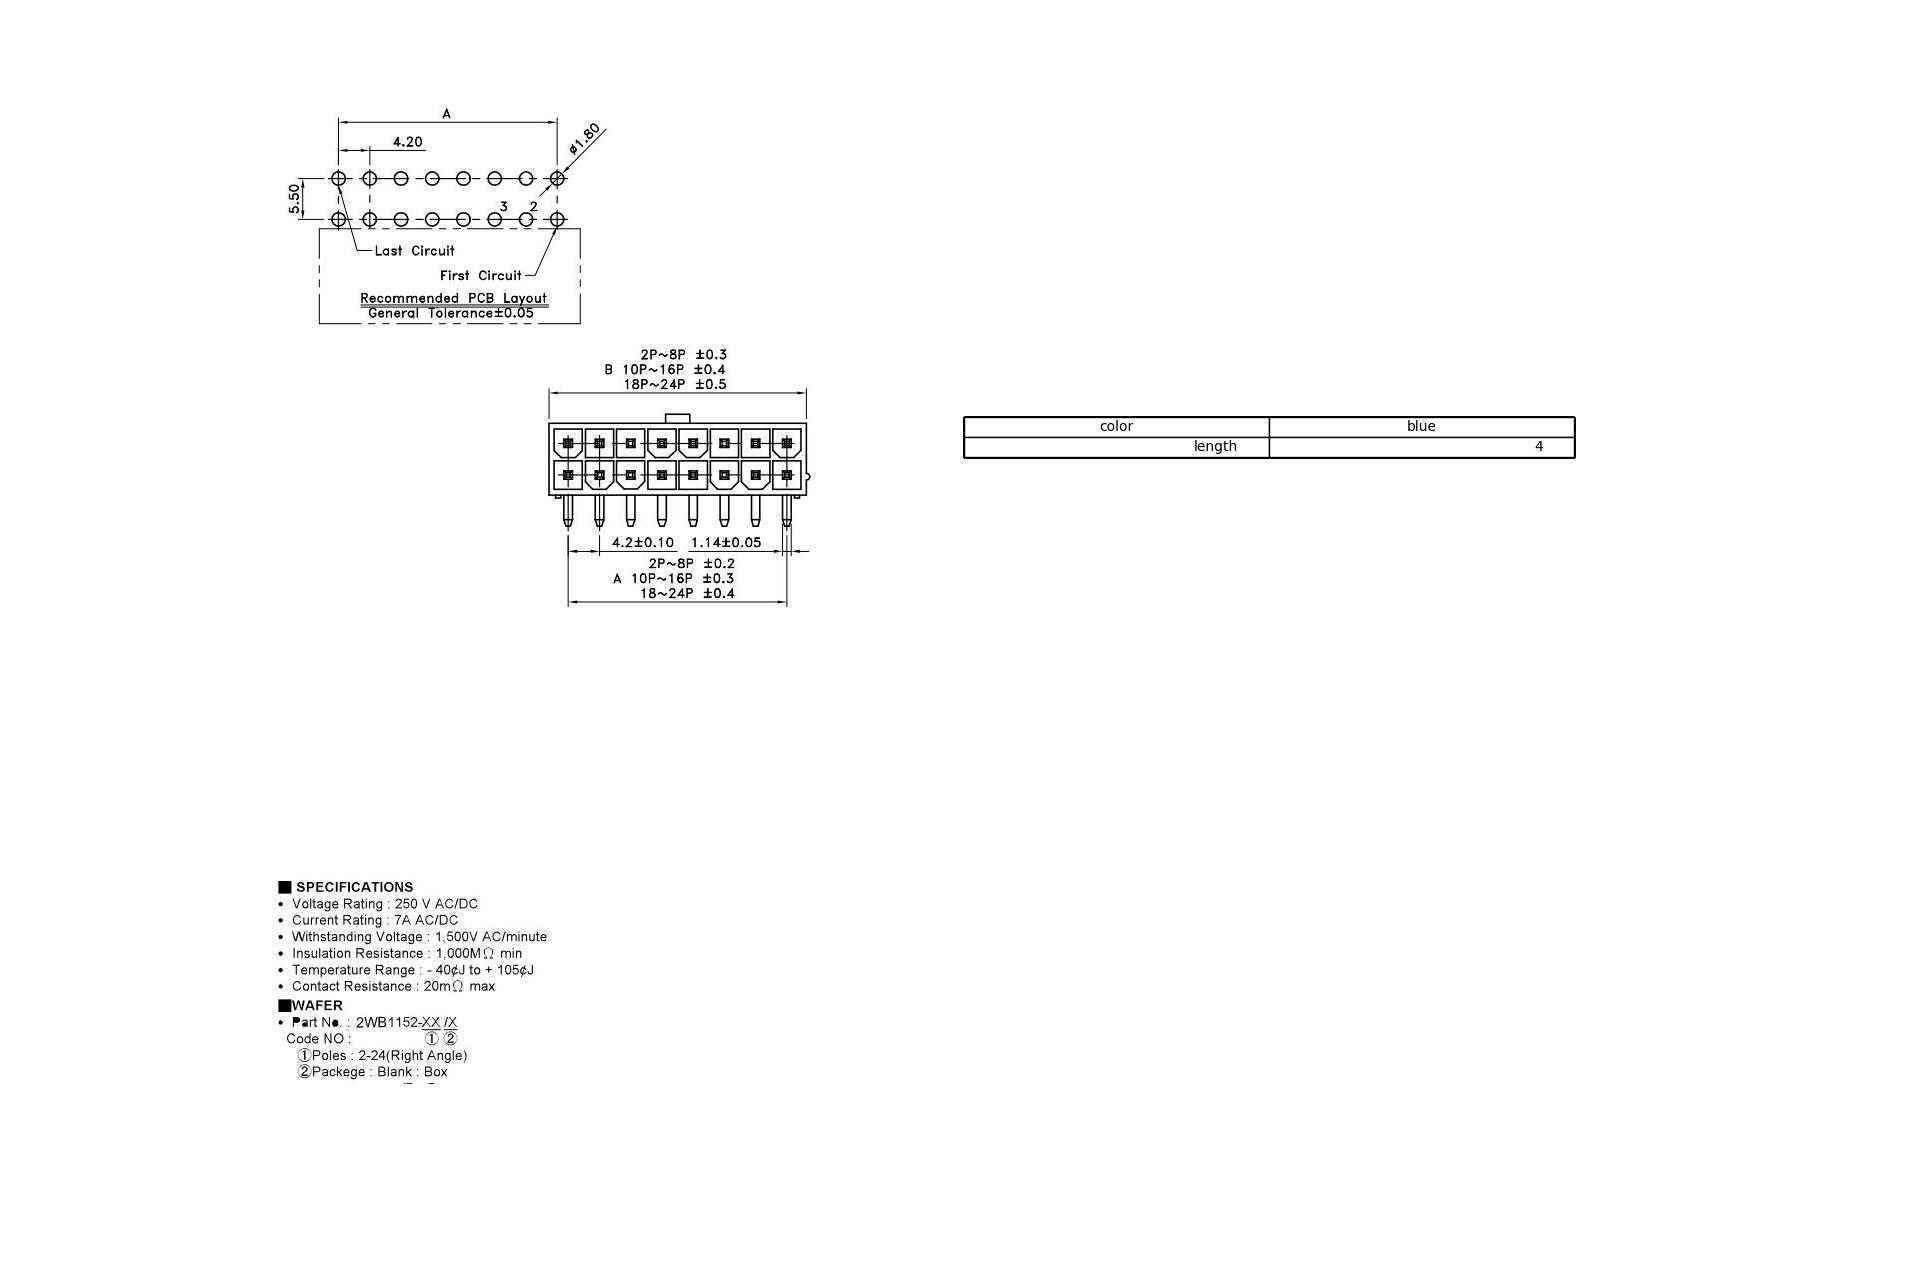 A
4.20
ø1.80
5.50
3 2
Last Circuit
First Circuit
Recommended PCB Layout
General Tolerance±0.05
2P~8P ±0.3
B 10P~16P ±0.4
18P~24P ±0.5
4.2±0.10 1.14±0.05
2P~8P ±0.2
A 10P~16P ±0.3
18~24P ±0.4
color blue
length 4
■ SPECIFICATIONS
• Voltage Rating : 250 V AC/DC
• Current Rating : 7A AC/DC
• Withstanding Voltage : 1,500V AC/minute
• Insulation Resistance : 1,000MΩ min
• Temperature Range : - 40¢J to + 105¢J
• Contact Resistance : 20mΩ max
■WAFER
• Part No. : 2WB1152-XX /X
Code NO : ① ②
①Poles : 2-24(Right Angle)
②Packege : Blank : Box